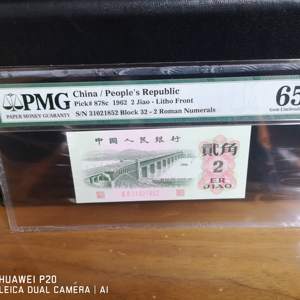 PMG
PAPER MONEY GUARANTY
China / People's Republic
Pick# 878c 1962 2 Jiao - Litho Front
S/N 31021852 Block 32 - 2 Roman Numerals
65
中国人民银行
贰角
2
ER
JIAO
HUAWEI P20
LEICA DUAL CAMERA | AI